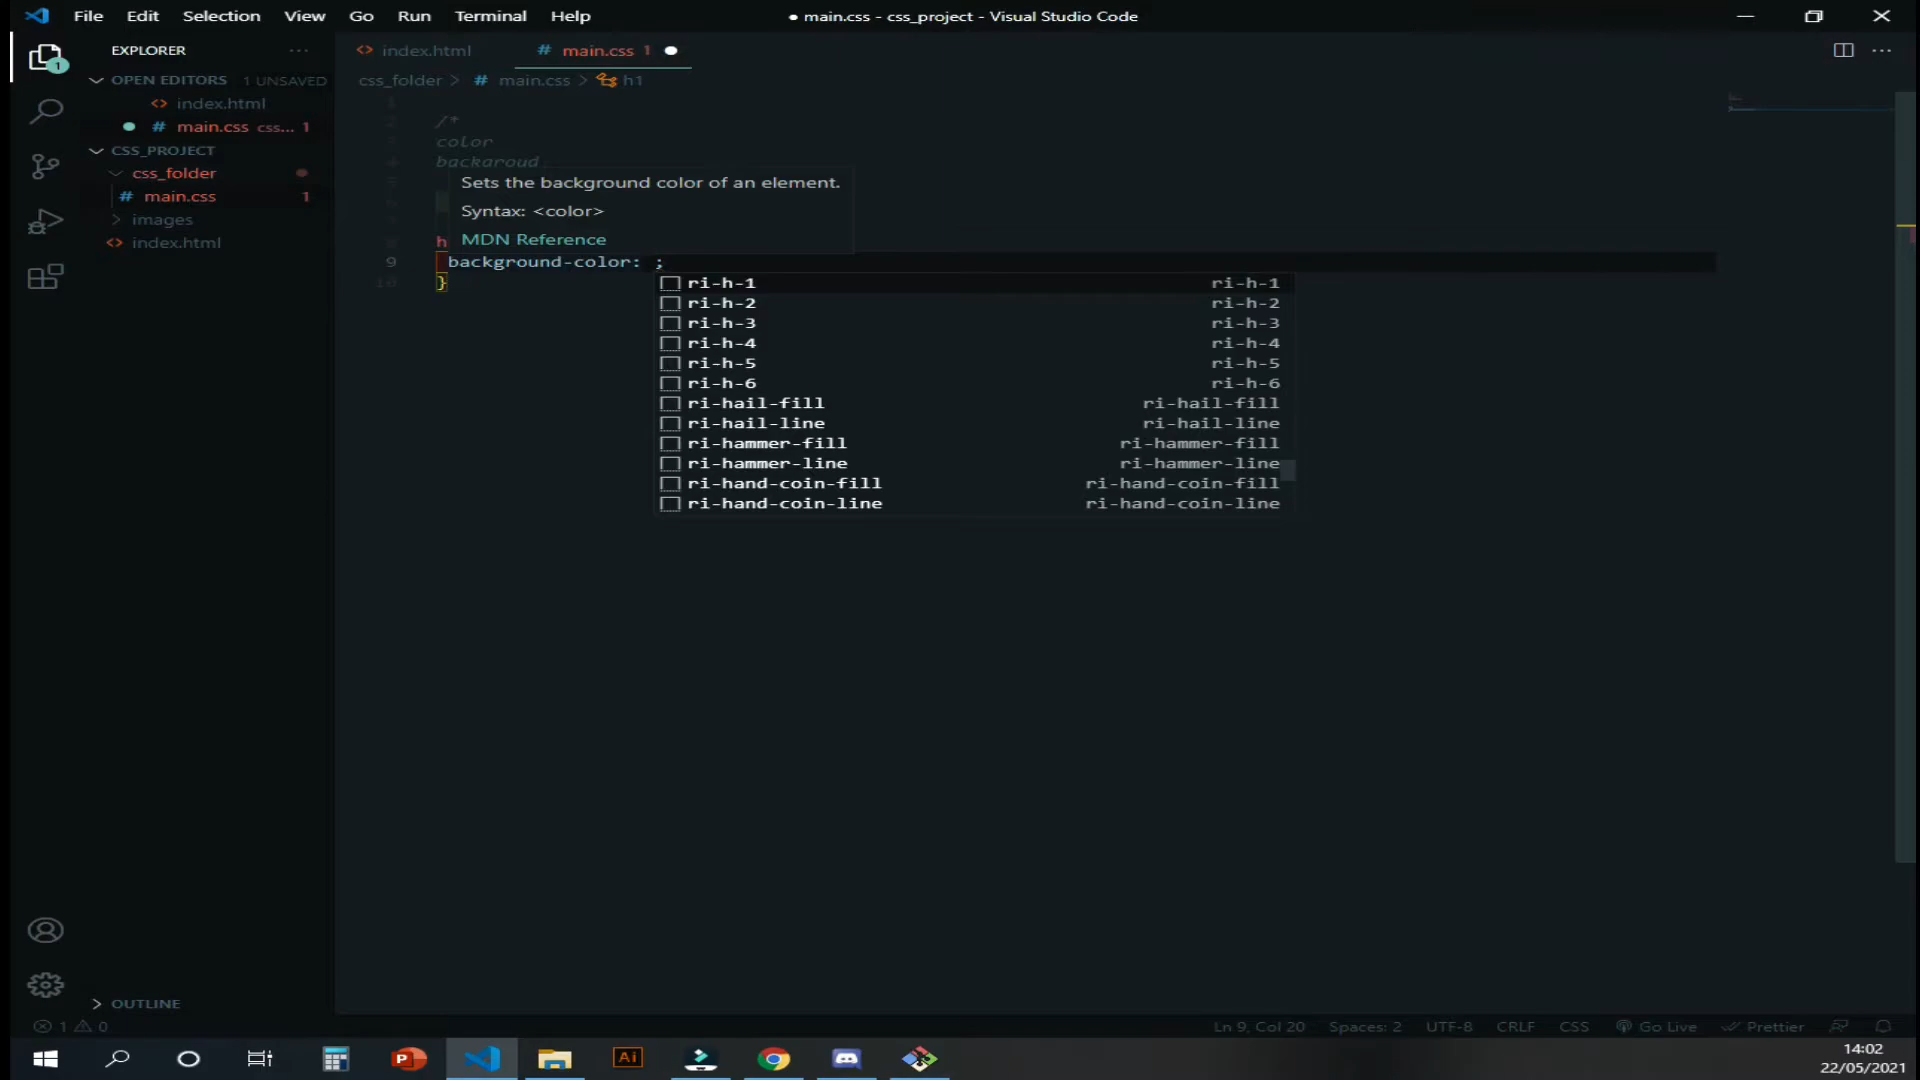 File Edit Selection View Go Run Terminal Help
● main.css - css_project - Visual Studio Code
EXPLORER
OPEN EDITORS 1 UNSAVED
<> index.html
# main.css css... 1
CSS_PROJECT
css_folder
# main.css 1
images
<> index.html
OUTLINE
1
<> index.html
# main.css 1
css_folder > # main.css > h1
1
2 /*
color
backgroud
Sets the background color of an element.
Syntax: <color>
MDN Reference
8 h
9 background-color: ;
10 }
ri-h-1 ri-h-1
ri-h-2 ri-h-2
ri-h-3 ri-h-3
ri-h-4 ri-h-4
ri-h-5 ri-h-5
ri-h-6 ri-h-6
ri-hail-fill ri-hail-fill
ri-hail-line ri-hail-line
ri-hammer-fill ri-hammer-fill
ri-hammer-line ri-hammer-line
ri-hand-coin-fill ri-hand-coin-fill
ri-hand-coin-line ri-hand-coin-line
1 0
Ln 9, Col 20 Spaces: 2 UTF-8 CRLF CSS Go Live Prettier
P
Ai
14:02
22/05/2021